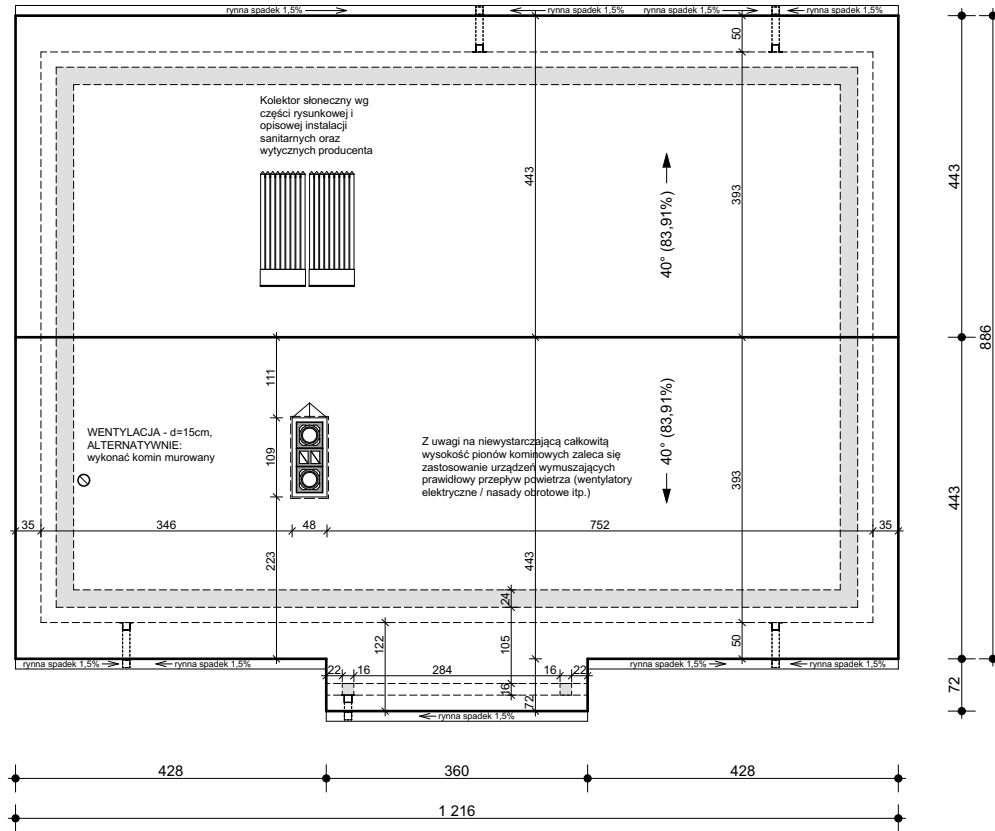 rynna spadek 1,5%
rynna spadek 1,5%
rynna spadek 1,5%
rynna spadek 1,5%
50
Kolektor słoneczny wg
części rysunkowej i
opisowej instalacji
sanitarnych oraz
wytycznych producenta
443
393
40° (83,91%)
443
886
111
109
223
WENTYLACJA - d=15cm,
ALTERNATYWNIE:
wykonać komin murowany
Z uwagi na niewystarczającą całkowitą
wysokość pionów kominowych zaleca się
zastosowanie urządzeń wymuszających
prawidłowy przepływ powietrza (wentylatory
elektryczne / nasady obrotowe itp.)
40° (83,91%)
393
443
35
346
48
752
35
443
24
122
105
50
rynna spadek 1,5%
rynna spadek 1,5%
rynna spadek 1,5%
rynna spadek 1,5%
22
16
284
16
22
16
72
72
rynna spadek 1,5%
428
360
428
1 216